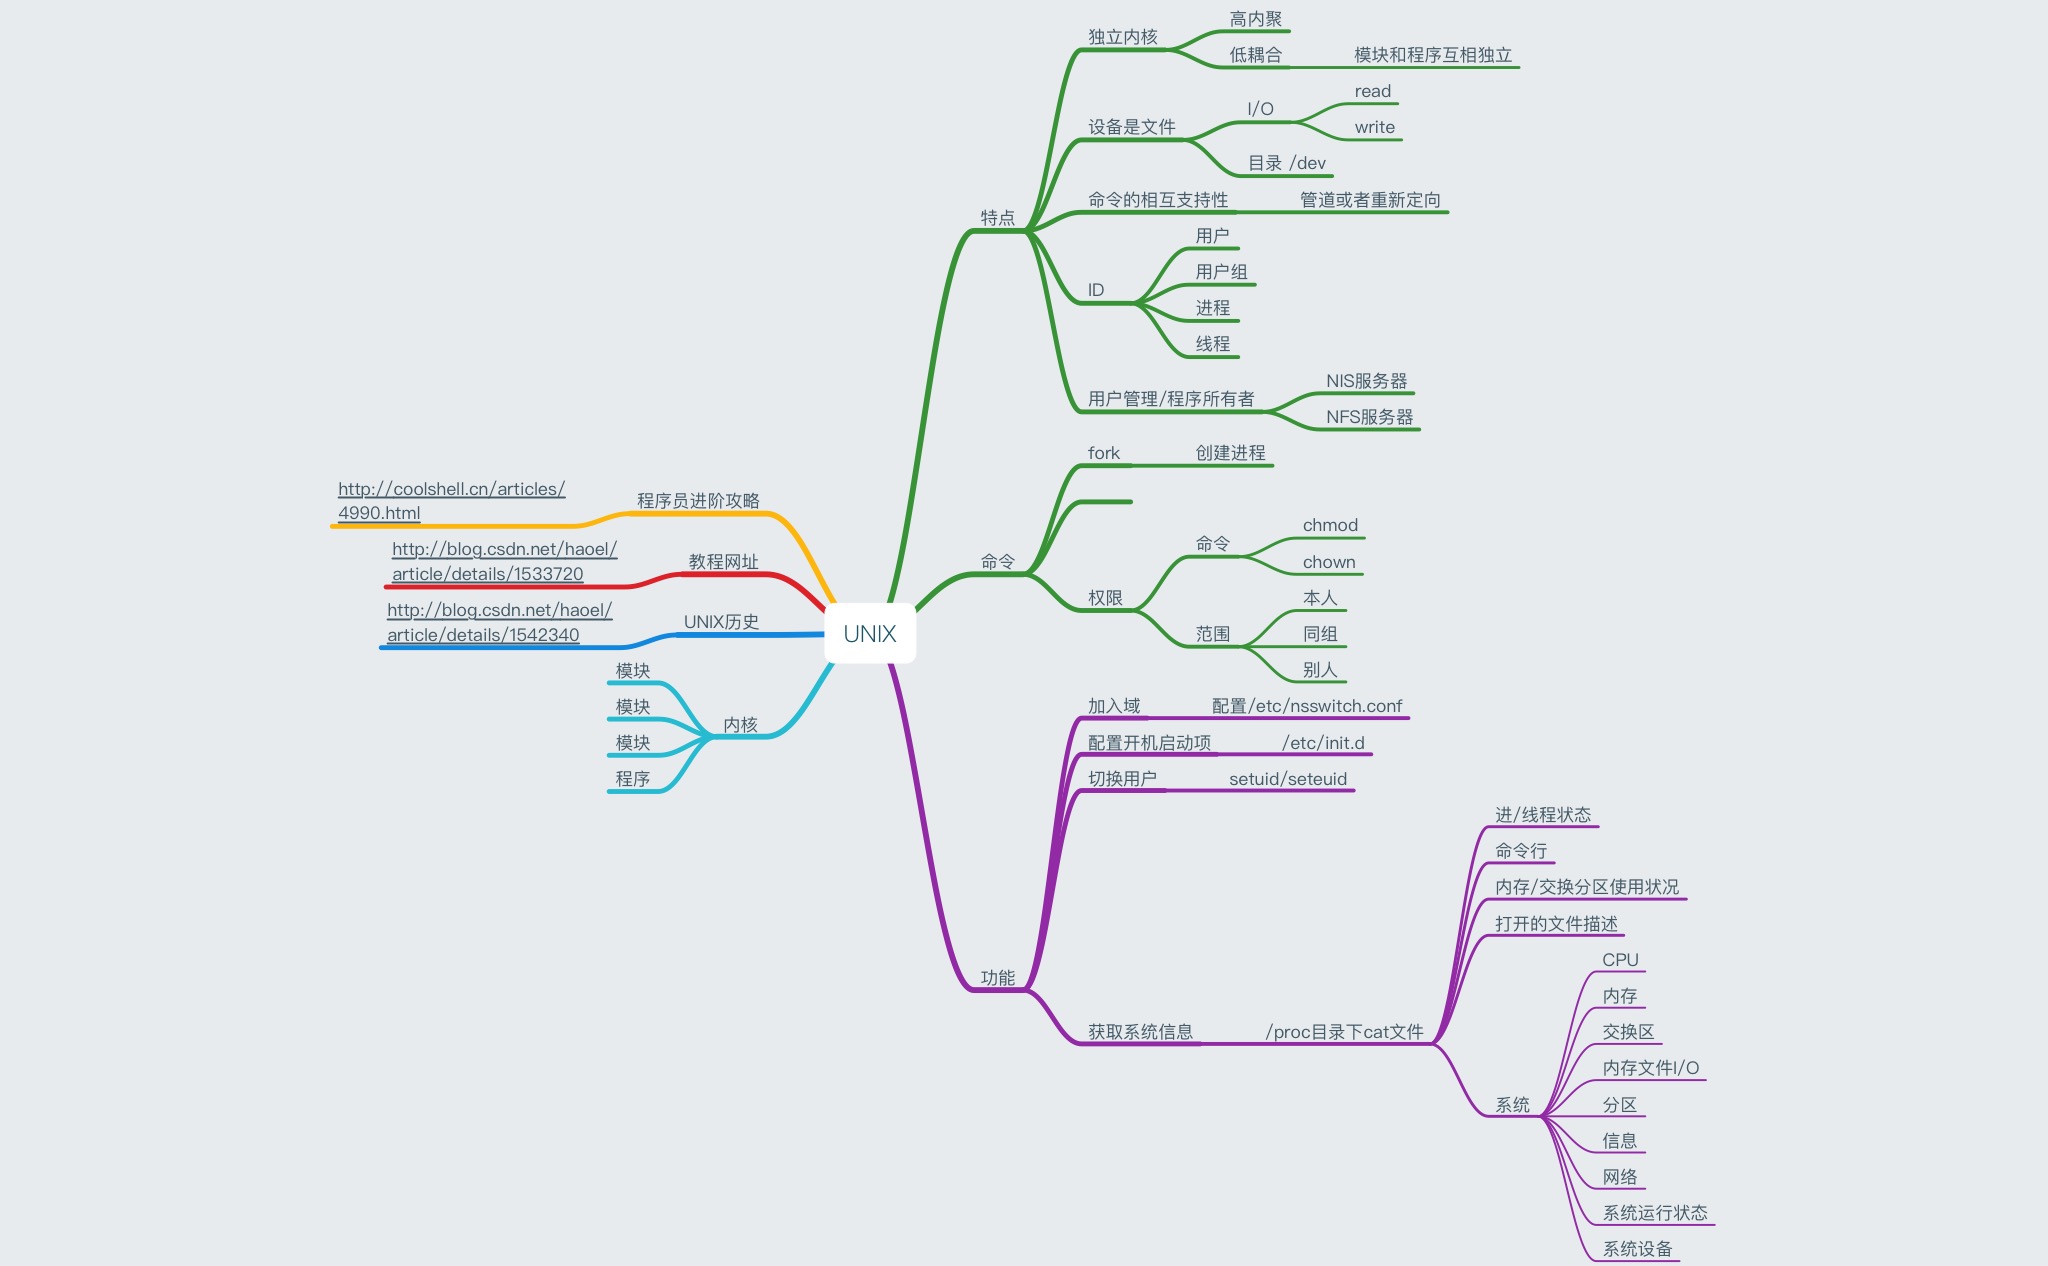 UNIX
特点
独立内核
高内聚
低耦合
模块和程序互相独立
设备是文件
I/O
read
write
目录 /dev
命令的相互支持性
管道或者重新定向
ID
用户
用户组
进程
线程
用户管理/程序所有者
NIS服务器
NFS服务器
命令
fork
创建进程
权限
命令
chmod
chown
范围
本人
同组
别人
功能
加入域
配置/etc/nsswitch.conf
配置开机启动项
/etc/init.d
切换用户
setuid/seteuid
获取系统信息
/proc目录下cat文件
进/线程状态
命令行
内存/交换分区使用状况
打开的文件描述
系统
CPU
内存
交换区
内存文件I/O
分区
信息
网络
系统运行状态
系统设备
程序员进阶攻略
http://coolshell.cn/articles/
4990.html
教程网址
http://blog.csdn.net/haoel/
article/details/1533720
UNIX历史
http://blog.csdn.net/haoel/
article/details/1542340
内核
模块
模块
模块
程序